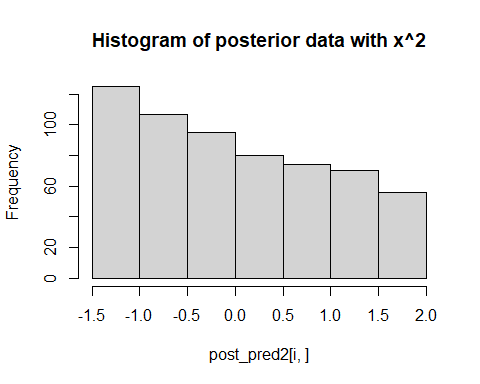 Histogram of posterior data with x^2
Frequency
100
60
20
0
-1.5 -1.0 -0.5 0.0 0.5 1.0 1.5 2.0
post_pred2[i, ]